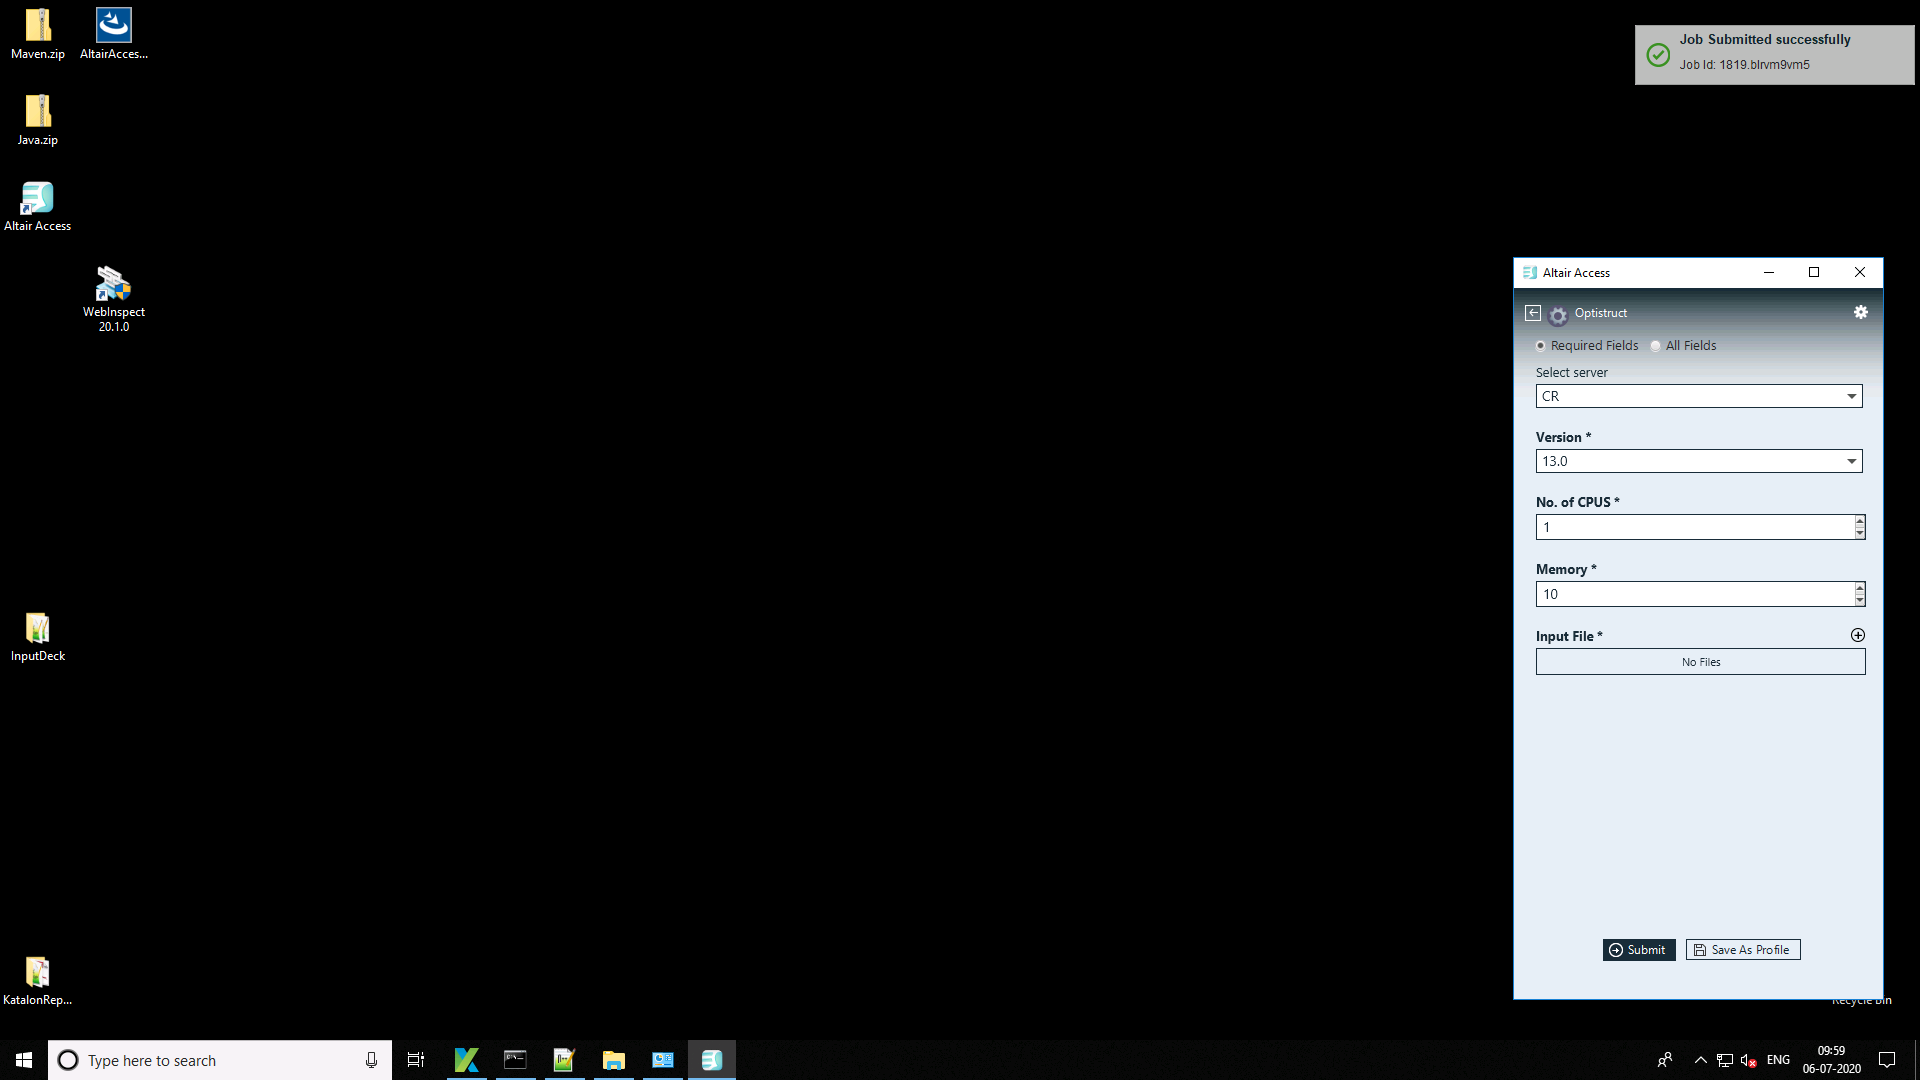 Maven.zip
AltairAcces...
Java.zip
Altair Access
WebInspect
20.1.0
InputDeck
KatalonRep...
Job Submitted successfully
Job Id: 1819.blrvm9vm5
Altair Access
Optistruct
Required Fields
All Fields
Select server
CR
Version *
13.0
No. of CPUS *
1
Memory *
10
Input File *
No Files
Submit
Save As Profile
Recycle Bin
Type here to search
ENG
09:59
06-07-2020